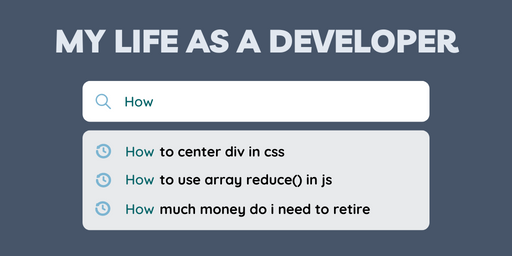 MY LIFE AS A DEVELOPER
How
How to center div in css
How to use array reduce() in js
How much money do i need to retire